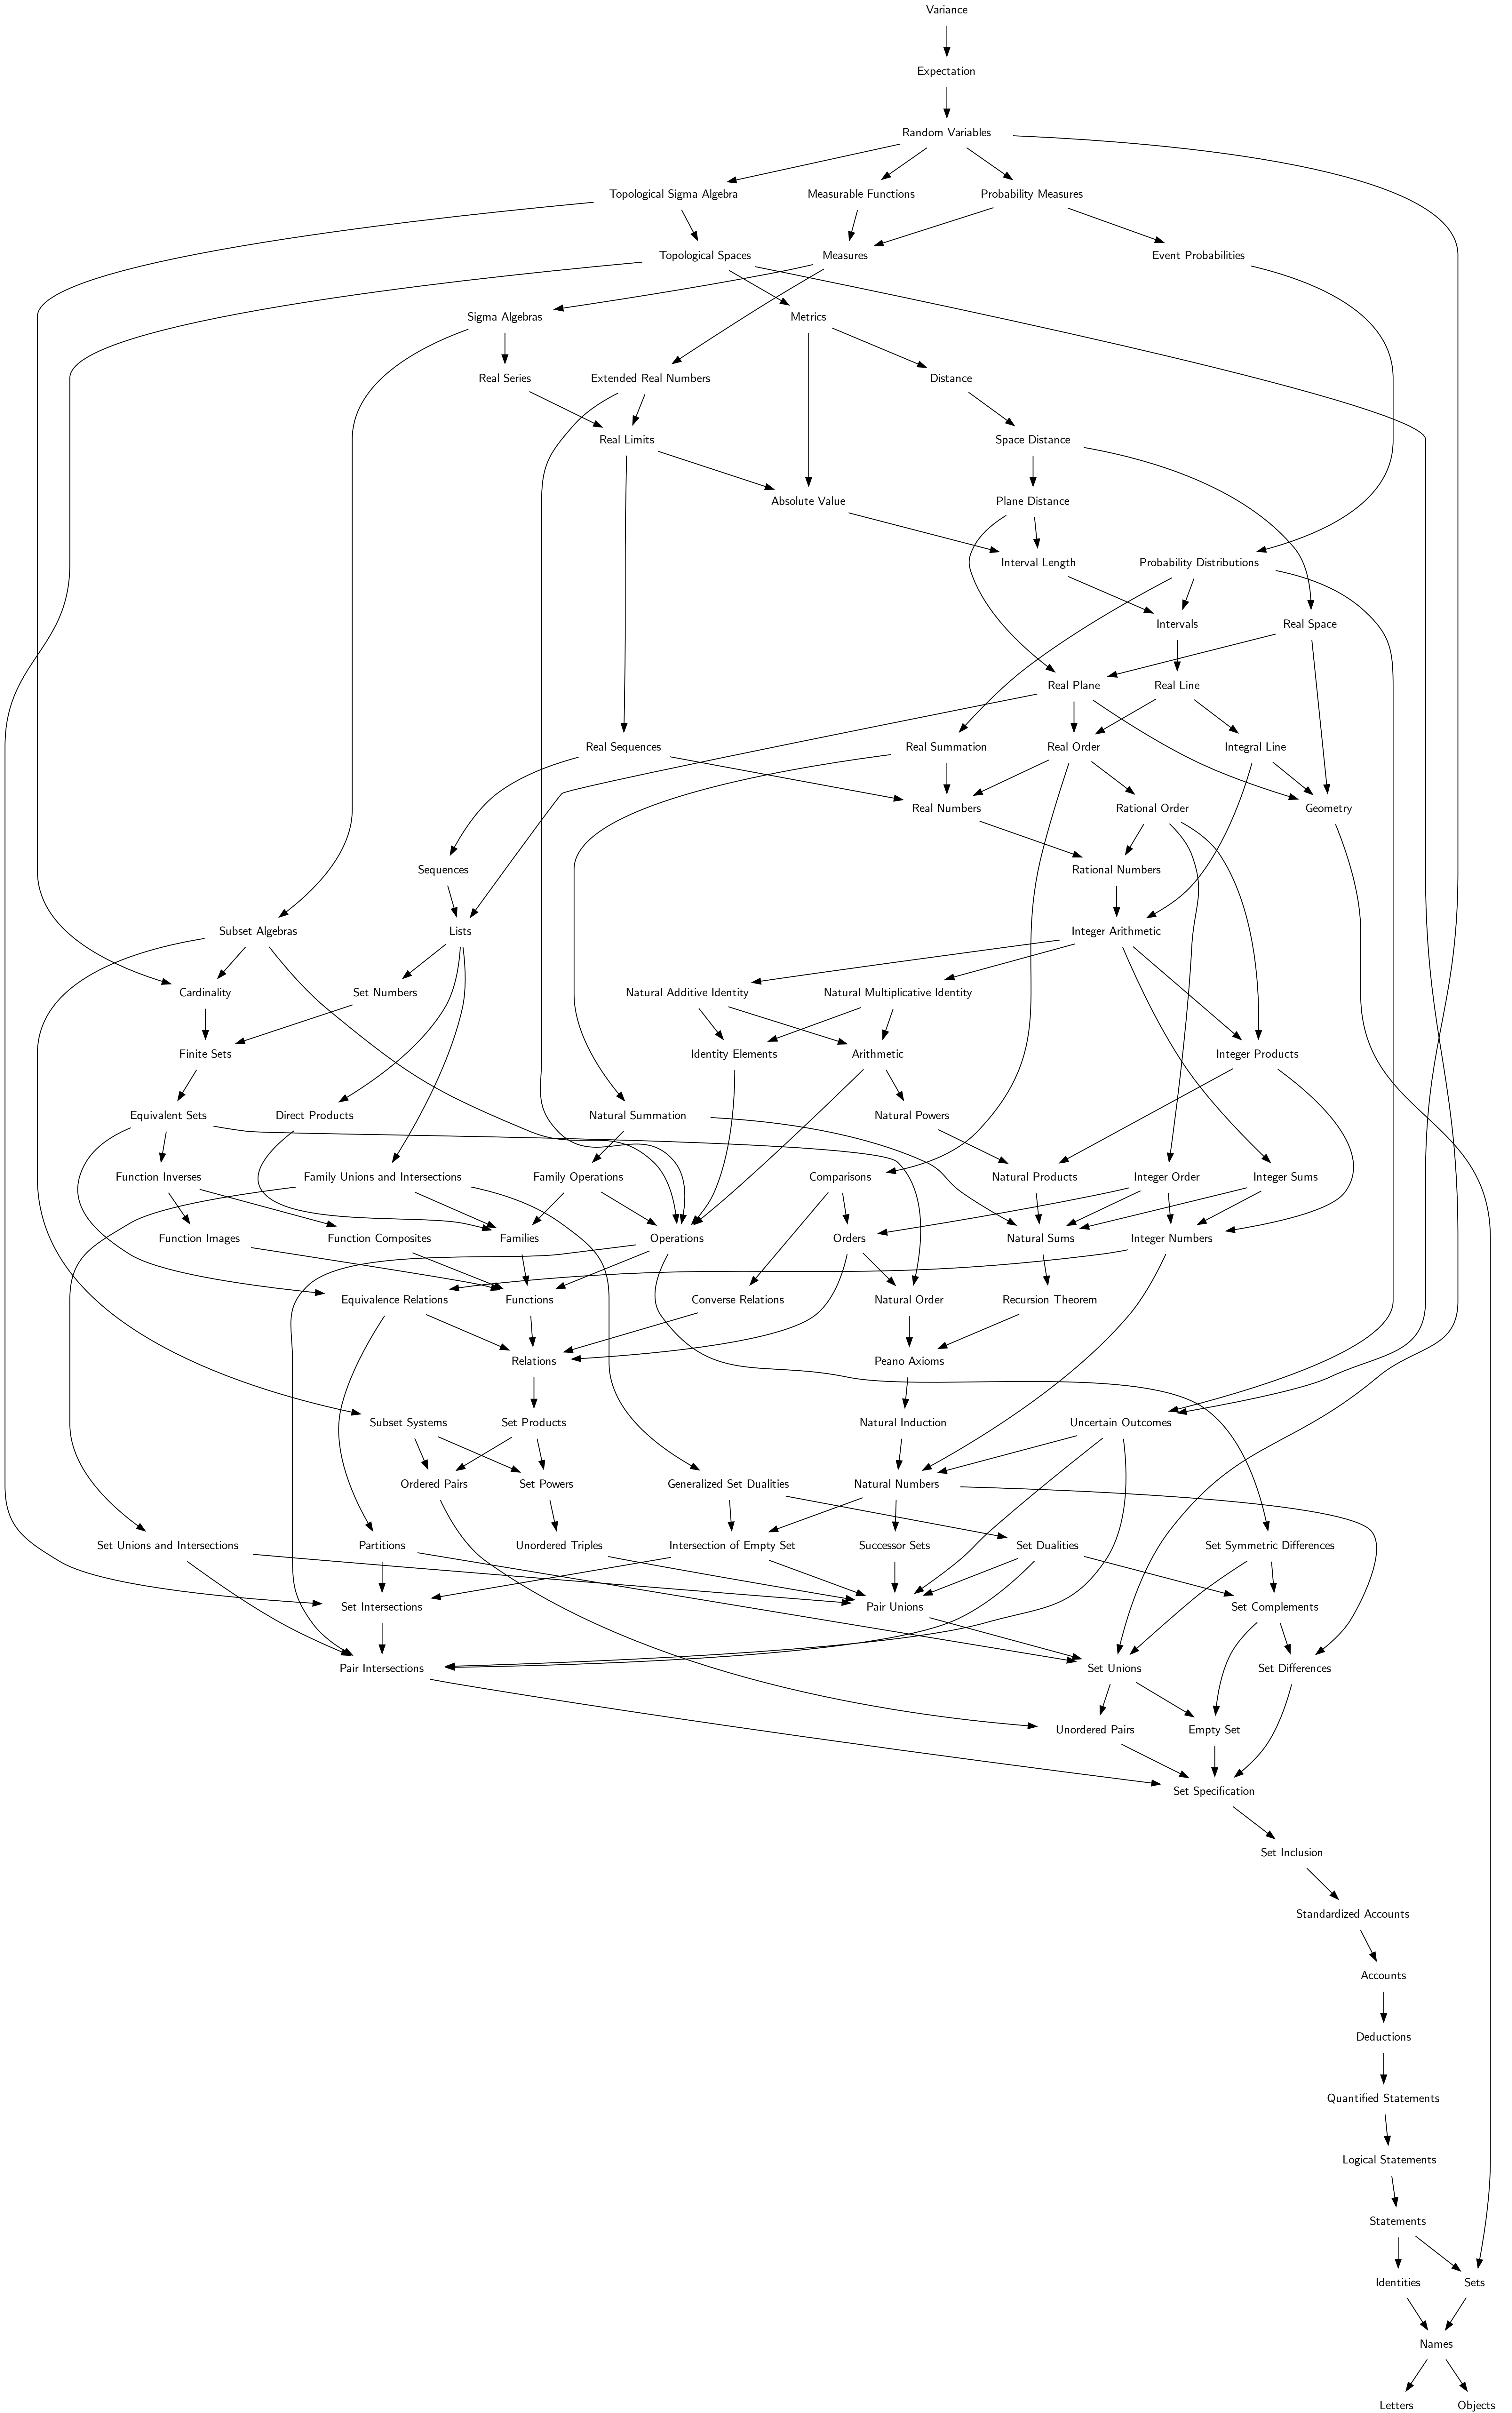 Variance
Expectation
Random Variables
Topological Sigma Algebra
Measurable Functions
Probability Measures
Topological Spaces
Measures
Event Probabilities
Sigma Algebras
Metrics
Real Series
Extended Real Numbers
Distance
Real Limits
Space Distance
Absolute Value
Plane Distance
Interval Length
Probability Distributions
Intervals
Real Space
Real Plane
Real Line
Real Sequences
Real Summation
Real Order
Integral Line
Real Numbers
Rational Order
Geometry
Sequences
Rational Numbers
Subset Algebras
Lists
Integer Arithmetic
Cardinality
Set Numbers
Natural Additive Identity
Natural Multiplicative Identity
Finite Sets
Identity Elements
Arithmetic
Integer Products
Equivalent Sets
Direct Products
Natural Summation
Natural Powers
Function Inverses
Family Unions and Intersections
Family Operations
Comparisons
Natural Products
Integer Order
Integer Sums
Function Images
Function Composites
Families
Operations
Orders
Natural Sums
Integer Numbers
Equivalence Relations
Functions
Converse Relations
Natural Order
Recursion Theorem
Relations
Peano Axioms
Subset Systems
Set Products
Natural Induction
Uncertain Outcomes
Ordered Pairs
Set Powers
Generalized Set Dualities
Natural Numbers
Set Unions and Intersections
Partitions
Unordered Triples
Intersection of Empty Set
Successor Sets
Set Dualities
Set Symmetric Differences
Set Intersections
Pair Unions
Set Complements
Pair Intersections
Set Unions
Set Differences
Unordered Pairs
Empty Set
Set Specification
Set Inclusion
Standardized Accounts
Accounts
Deductions
Quantified Statements
Logical Statements
Statements
Identities
Sets
Names
Letters
Objects